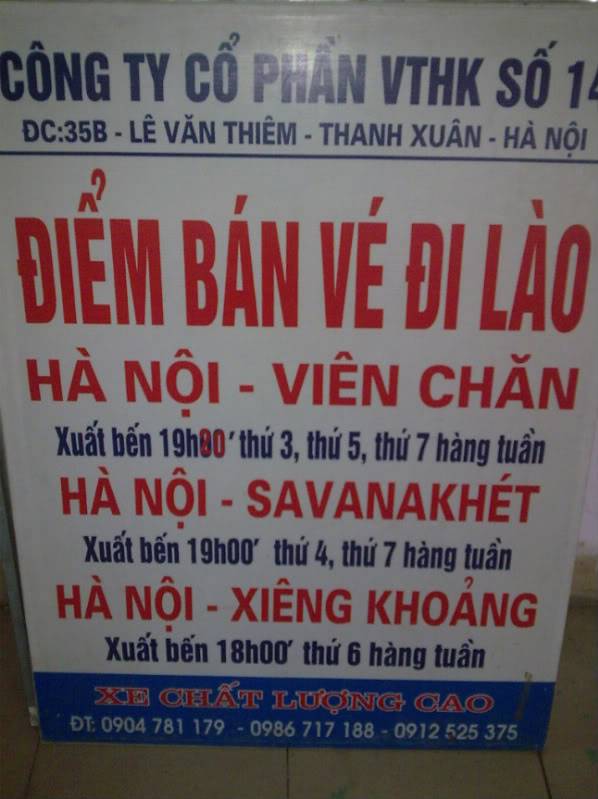 CÔNG TY CỔ PHẦN VTHK SỐ 14
ĐC:35B - LÊ VĂN THIÊM - THANH XUÂN - HÀ NỘI
ĐIỂM BÁN VÉ ĐI LÀO
HÀ NỘI - VIÊN CHĂN
Xuất bến thứ 3, thứ 5, thứ 7 hàng tuần
HÀ NỘI - SAVANAKHÉT
Xuất bến 19h00' thứ 4, thứ 7 hàng tuần
HÀ NỘI - XIÊNG KHOẢNG
Xuất bến 18h00' thứ 6 hàng tuần
XE CHẤT LƯỢNG CAO
ĐT: 0904 781 179 - 0986 717 188 - 0912 525 375